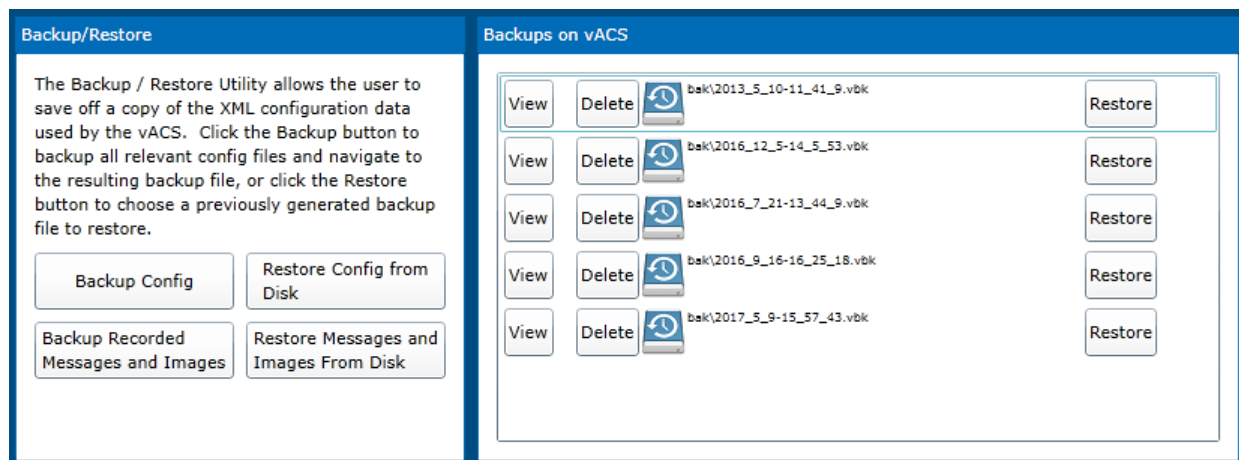 Backup/Restore
The Backup / Restore Utility allows the user to
save off a copy of the XML configuration data
used by the vACS.  Click the Backup button to
backup all relevant config files and navigate to
the resulting backup file, or click the Restore
button to choose a previously generated backup
file to restore.
Backup Config
Restore Config from
Disk
Backup Recorded
Messages and Images
Restore Messages and
Images From Disk
Backups on vACS
View Delete bak\2013_5_10-11_41_9.vbk Restore
View Delete bak\2016_12_5-14_5_53.vbk Restore
View Delete bak\2016_7_21-13_44_9.vbk Restore
View Delete bak\2016_9_16-16_25_18.vbk Restore
View Delete bak\2017_5_9-15_57_43.vbk Restore